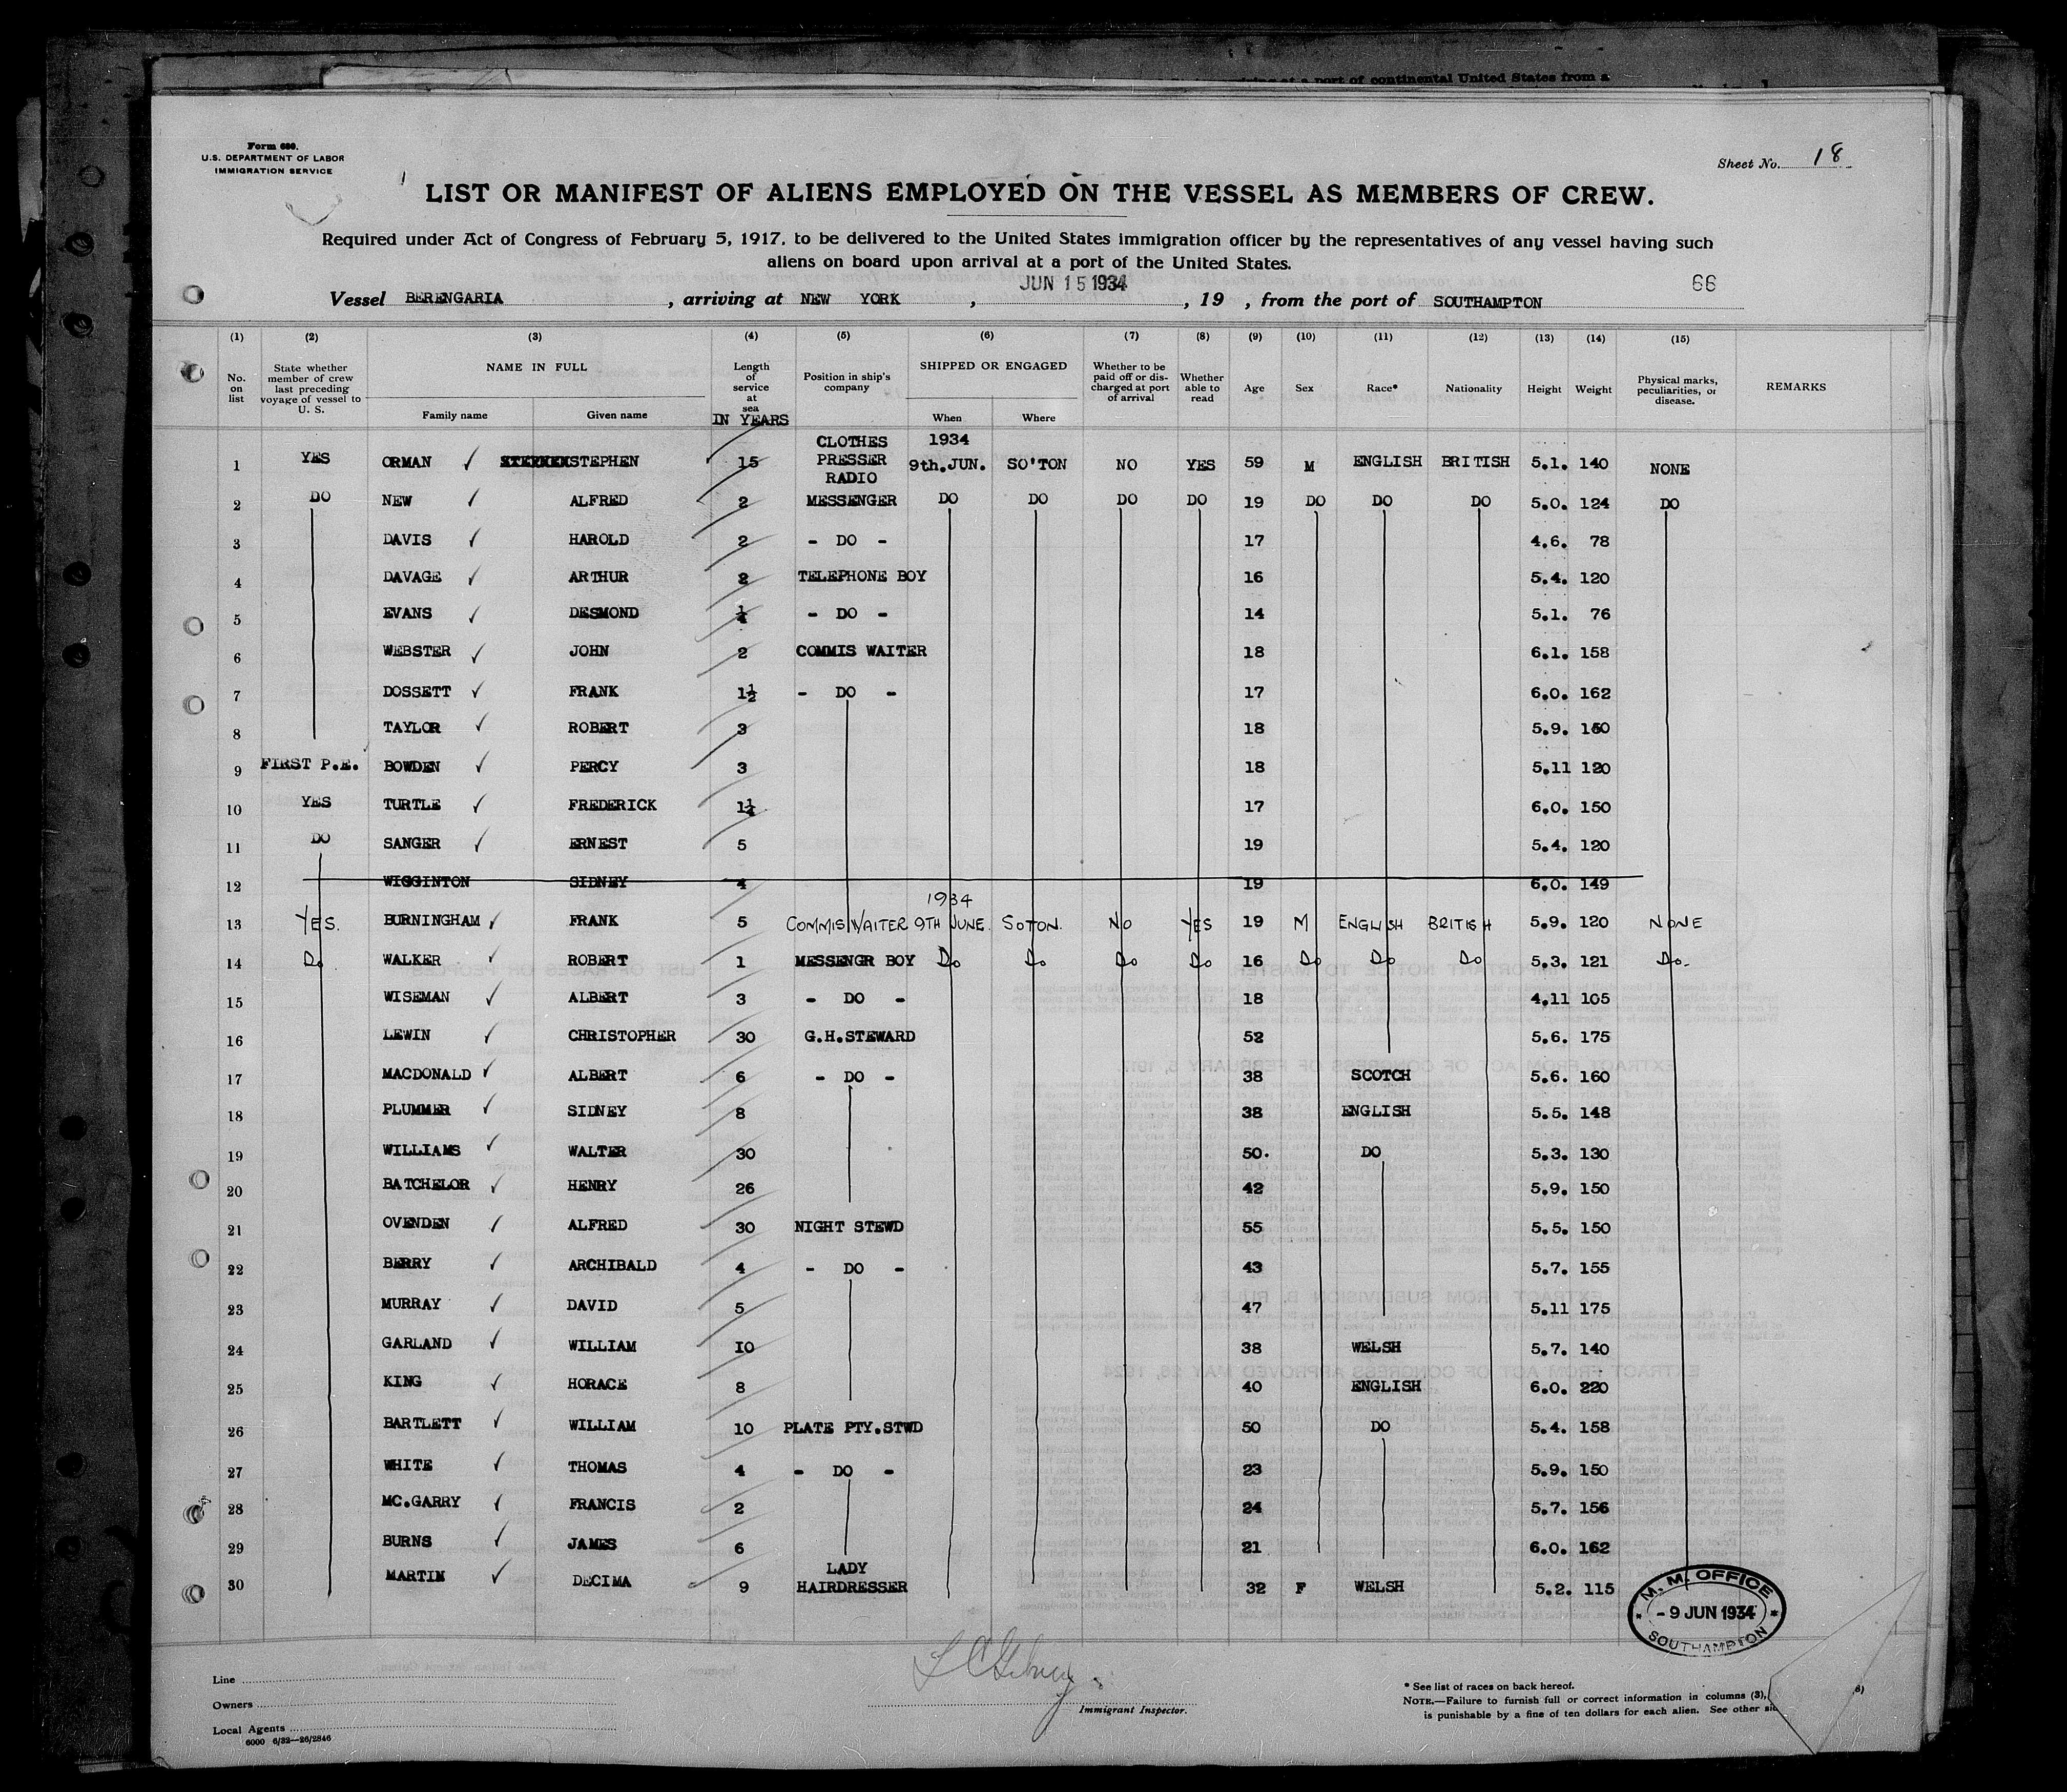 at a port of continental United States from a
Form 680.
U.S. DEPARTMENT OF LABOR
IMMIGRATION SERVICE
Sheet No. 18
LIST OR MANIFEST OF ALIENS EMPLOYED ON THE VESSEL AS MEMBERS OF CREW.
Required under Act of Congress of February 5, 1917, to be delivered to the United States immigration officer by the representatives of any vessel having such
aliens on board upon arrival at a port of the United States.
JUN 15 1934
66
Vessel BERENGARIA, arriving at NEW YORK, , 19 , from the port of SOUTHAMPTON
(1) (2) (3) (4) (5) (6) (7) (8) (9) (10) (11) (12) (13) (14) (15)
No. on list
State whether member of crew last preceding voyage of vessel to U. S.
NAME IN FULL
Family name Given name
Length of service at sea
IN YEARS
Position in ship's company
SHIPPED OR ENGAGED
When Where
Whether to be paid off or discharged at port of arrival
Whether able to read
Age Sex Race* Nationality Height Weight
Physical marks, peculiarities, or disease.
REMARKS
1 YES ORMAN STEPHEN 15 CLOTHES PRESSER 1934 9th.JUN. SO'TON NO YES 59 M ENGLISH BRITISH 5.1. 140 NONE
2 DO NEW ALFRED 2 RADIO MESSENGER DO DO DO DO 19 DO DO DO 5.0. 124 DO
3 DAVIS HAROLD 2 - DO - 17 4.6. 78
4 DAVAGE ARTHUR 2 TELEPHONE BOY 16 5.4. 120
5 EVANS DESMOND ¼ - DO - 14 5.1. 76
6 WEBSTER JOHN 2 COMMIS WAITER 18 6.1. 158
7 DOSSETT FRANK 1½ - DO - 17 6.0. 162
8 TAYLOR ROBERT 3 18 5.9. 150
9 FIRST P.E. BOWDEN PERCY 3 18 5.11 120
10 YES TURTLE FREDERICK 1¼ 17 6.0. 150
11 DO SANGER ERNEST 5 19 5.4. 120
12 WIGGINTON SIDNEY 4 19 6.0. 149
13 YES. BURNINGHAM FRANK 5 COMMIS WAITER 1934 9TH JUNE. SOTON. NO YES 19 M ENGLISH BRITISH 5.9. 120 NONE
14 Do WALKER ROBERT 1 MESSENGR BOY Do Do Do Do 16 Do Do Do 5.3. 121 Do.
15 WISEMAN ALBERT 3 - DO - 18 4.11 105
16 LEWIN CHRISTOPHER 30 G.H.STEWARD 52 5.6. 175
17 MACDONALD ALBERT 6 - DO - 38 SCOTCH 5.6. 160
18 PLUMMER SIDNEY 8 38 ENGLISH 5.5. 148
19 WILLIAMS WALTER 30 50. DO 5.3. 130
20 BATCHELOR HENRY 26 42 5.9. 150
21 OVENDEN ALFRED 30 NIGHT STEWD 55 5.5. 150
22 BERRY ARCHIBALD 4 - DO - 43 5.7. 155
23 MURRAY DAVID 5 47 5.11 175
24 GARLAND WILLIAM IO 38 WELSH 5.7. 140
25 KING HORACE 8 40 ENGLISH 6.0. 220
26 BARTLETT WILLIAM 10 PLATE PTY.STWD 50 DO 5.4. 158
27 WHITE THOMAS 4 - DO - 23 5.9. 150
28 MC.GARRY FRANCIS 2 24 5.7. 156
29 BURNS JAMES 6 21 6.0. 162
30 MARTIN DECIMA 9 LADY HAIRDRESSER 32 F WELSH 5.2. 115
M. M. OFFICE
- 9 JUN 1934
SOUTHAMPTON
Line
Owners
Local Agents
6000 6/32—26/2846
Immigrant Inspector.
* See list of races on back hereof.
NOTE.—Failure to furnish full or correct information in columns (3),
is punishable by a fine of ten dollars for each alien. See other